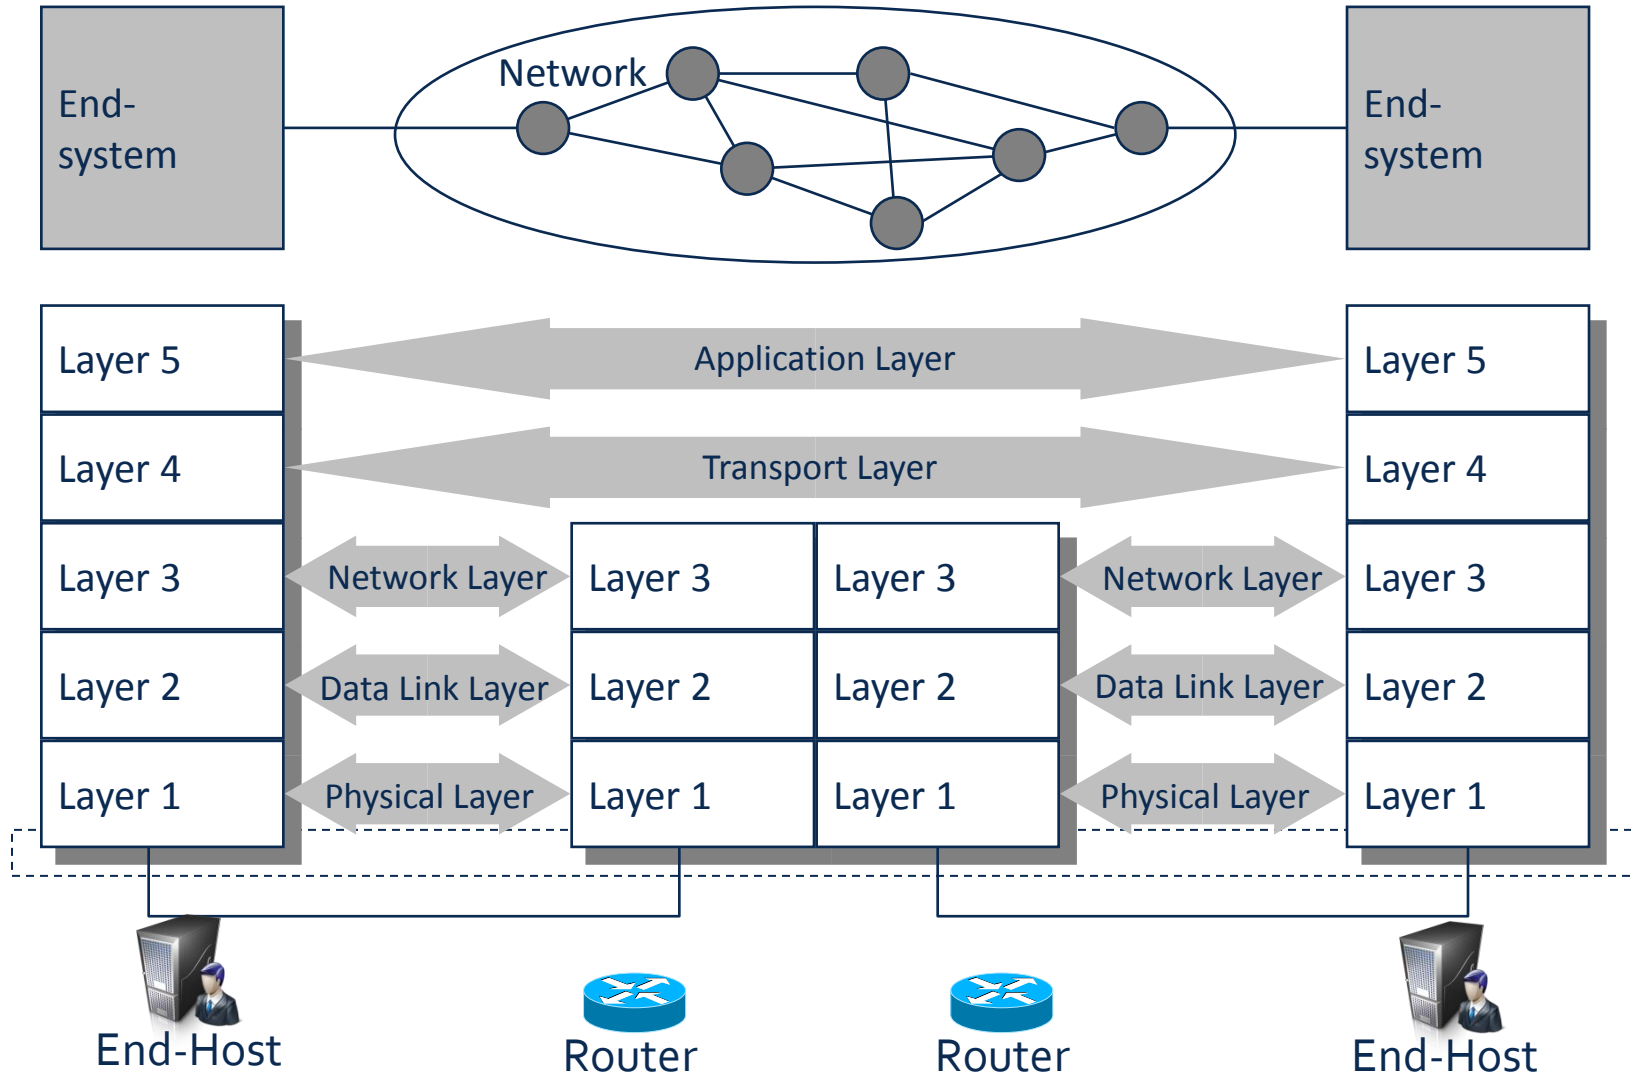 End-
system
Network
End-
system
Layer 5
Application Layer
Layer 5
Layer 4
Transport Layer
Layer 4
Layer 3
Network Layer
Layer 3
Layer 3
Network Layer
Layer 3
Layer 2
Data Link Layer
Layer 2
Layer 2
Data Link Layer
Layer 2
Layer 1
Physical Layer
Layer 1
Layer 1
Physical Layer
Layer 1
End-Host
Router
Router
End-Host